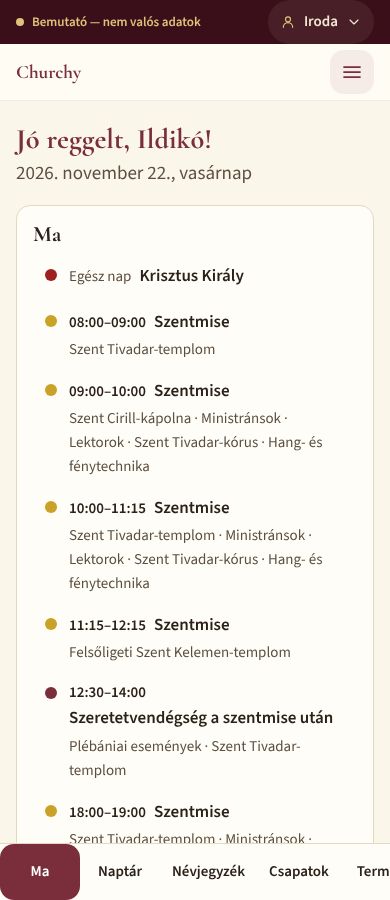 Bemutató — nem valós adatok
Iroda
Churchy
Jó reggelt, Ildikó!
2026. november 22., vasárnap
Ma
Egész nap Krisztus Király
08:00–09:00 Szentmise
Szent Tivadar-templom
09:00–10:00 Szentmise
Szent Cirill-kápolna · Ministránsok ·
Lektorok · Szent Tivadar-kórus · Hang- és
fénytechnika
10:00–11:15 Szentmise
Szent Tivadar-templom · Ministránsok ·
Lektorok · Szent Tivadar-kórus · Hang- és
fénytechnika
11:15–12:15 Szentmise
Felsőligeti Szent Kelemen-templom
12:30–14:00
Szeretetvendégség a szentmise után
Plébániai események · Szent Tivadar-
templom
18:00–19:00 Szentmise
Szent Tivadar-templom · Ministránsok ·
Ma Naptár Névjegyzék Csapatok Term